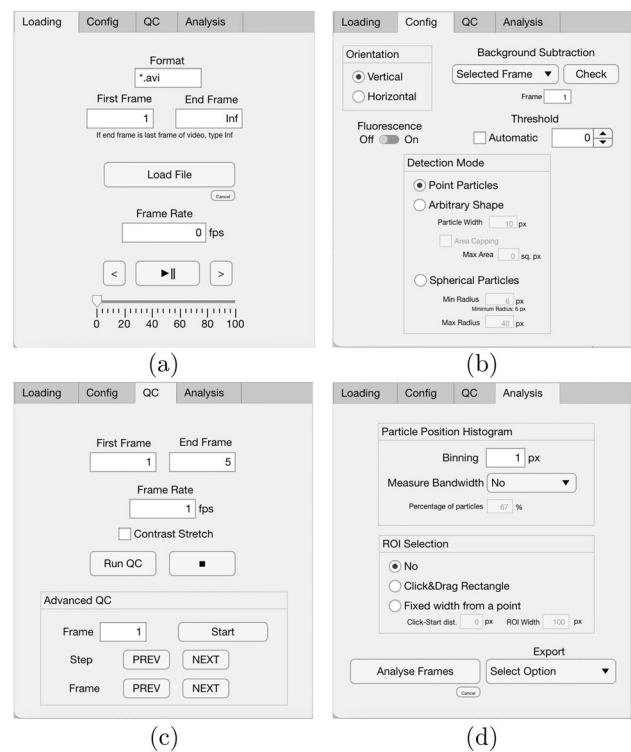 Loading Config QC Analysis
Format
*.avi
First Frame End Frame
1 Inf
If end frame is last frame of video, type Inf
Load File
Cancel
Frame Rate
0 fps
< ►|| >
0 20 40 60 80 100
(a)
Loading Config QC Analysis
Orientation
Vertical
Horizontal
Background Subtraction
Selected Frame ▼ Check
Frame 1
Fluorescence
Off On
Threshold
Automatic 0
Detection Mode
Point Particles
Arbitrary Shape
Particle Width 10 px
Area Capping
Max Area 0 sq. px
Spherical Particles
Min Radius 6 px
Minimum Radius: 6 px
Max Radius 40 px
(b)
Loading Config QC Analysis
First Frame End Frame
1 5
Frame Rate
1 fps
Contrast Stretch
Run QC ■
Advanced QC
Frame 1 Start
Step PREV NEXT
Frame PREV NEXT
(c)
Loading Config QC Analysis
Particle Position Histogram
Binning 1 px
Measure Bandwidth No ▼
Percentage of particles 67 %
ROI Selection
No
Click&Drag Rectangle
Fixed width from a point
Click-Start dist. 0 px ROI Width 100 px
Export
Analyse Frames Select Option ▼
Cancel
(d)